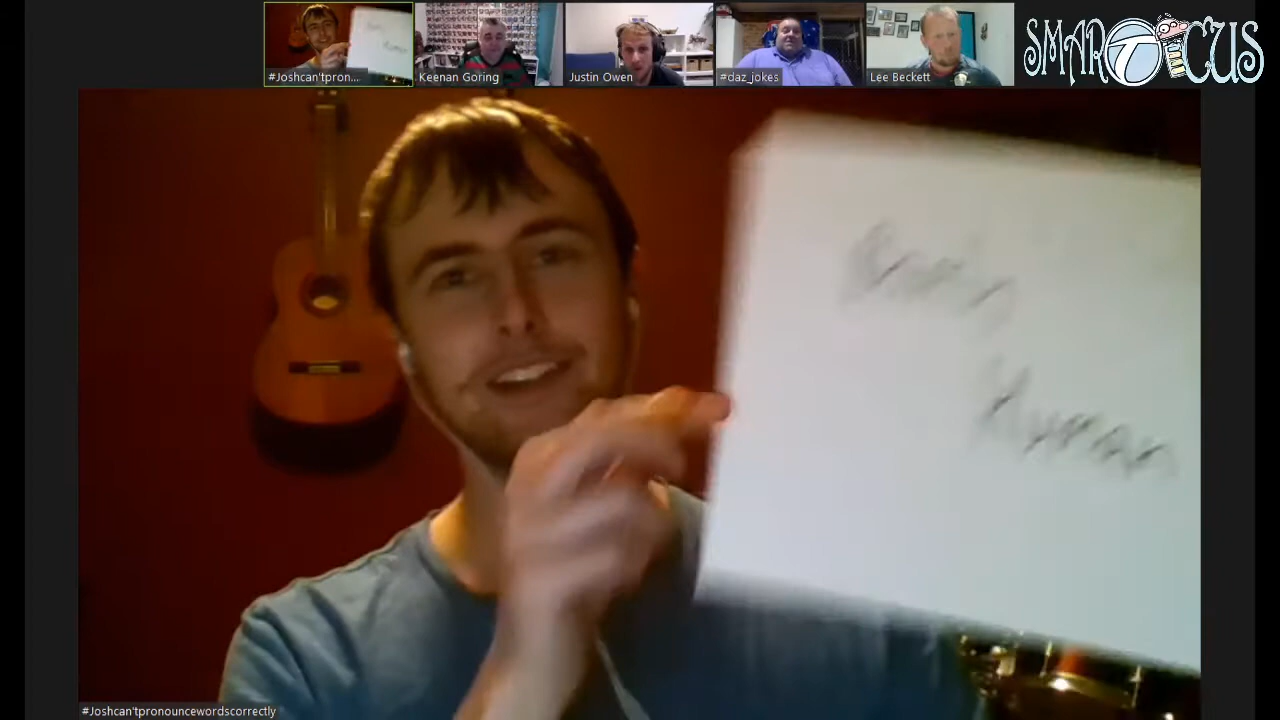 #Joshcan'tpron...
Keenan Goring
Justin Owen
#daz_jokes
Lee Beckett
SMARTICUS
#Joshcan'tpronouncewordscorrectly